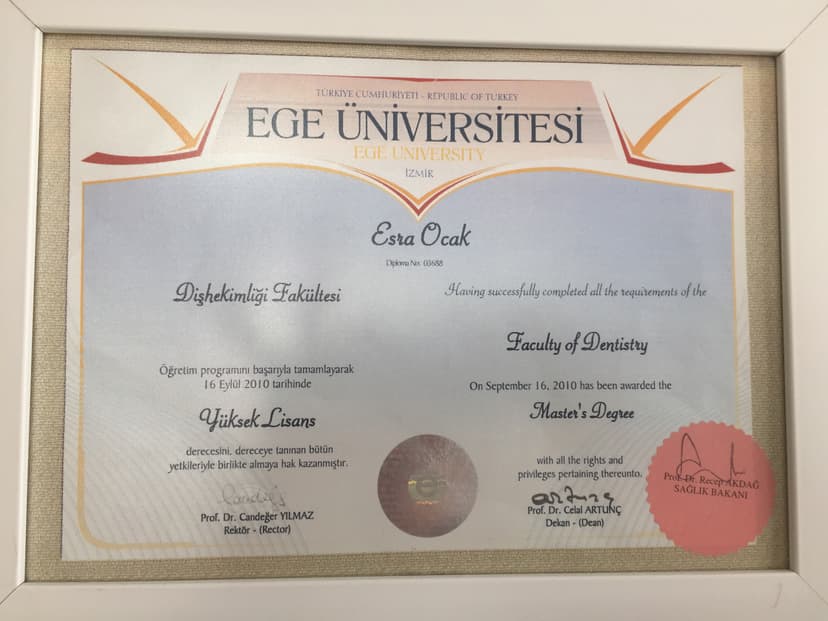 TÜRKİYE CUMHURİYETİ - REPUBLIC OF TURKEY
EGE ÜNİVERSİTESİ
EGE UNIVERSITY
İZMİR
Esra Ocak
Diploma No: 03688
Dişhekimliği Fakültesi
Öğretim programını başarıyla tamamlayarak
16 Eylül 2010 tarihinde
Yüksek Lisans
derecesini, dereceye tanınan bütün
yetkileriyle birlikte almaya hak kazanmıştır.
Prof. Dr. Candeğer YILMAZ
Rektör - (Rector)
Having successfully completed all the requirements of the
Faculty of Dentistry
On September 16, 2010 has been awarded the
Master's Degree
with all the rights and
privileges pertaining thereunto.
Prof. Dr. Celal ARTUNÇ
Dekan - (Dean)
Prof. Dr. Recep AKDAĞ
SAĞLIK BAKANI